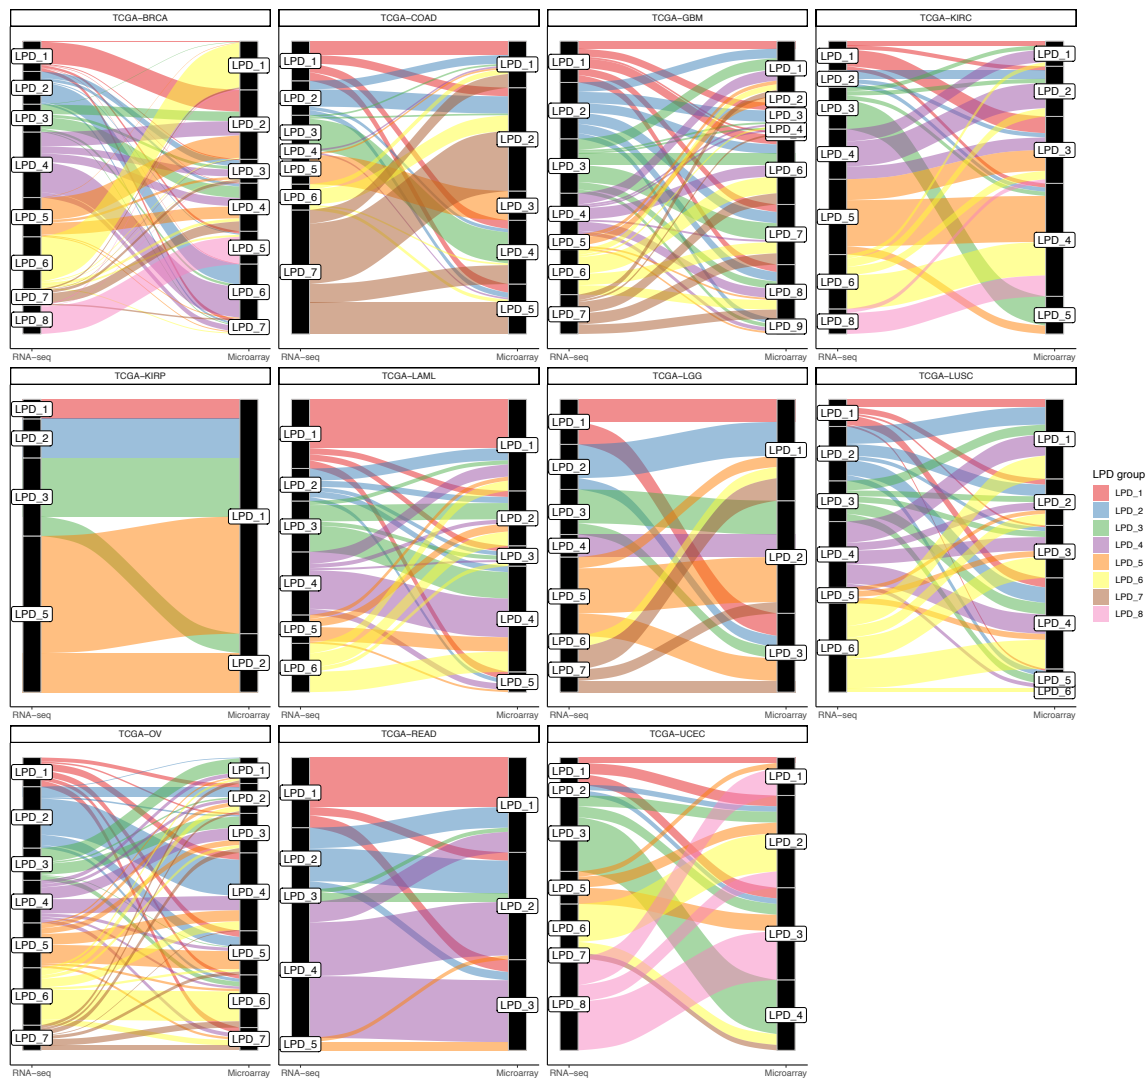 TCGA−BRCA
LPD_1
LPD_2
LPD_3
LPD_4
LPD_5
LPD_6
LPD_7
LPD_8
LPD_1
LPD_2
LPD_3
LPD_4
LPD_5
LPD_6
LPD_7
RNA−seq Microarray
TCGA−COAD
LPD_1
LPD_2
LPD_3
LPD_4
LPD_5
LPD_6
LPD_7
LPD_1
LPD_2
LPD_3
LPD_4
LPD_5
RNA−seq Microarray
TCGA−GBM
LPD_1
LPD_2
LPD_3
LPD_4
LPD_5
LPD_6
LPD_7
LPD_1
LPD_2
LPD_3
LPD_4
LPD_6
LPD_7
LPD_8
LPD_9
RNA−seq Microarray
TCGA−KIRC
LPD_1
LPD_2
LPD_3
LPD_4
LPD_5
LPD_6
LPD_8
LPD_1
LPD_2
LPD_3
LPD_4
LPD_5
RNA−seq Microarray
TCGA−KIRP
LPD_1
LPD_2
LPD_3
LPD_5
LPD_1
LPD_2
RNA−seq Microarray
TCGA−LAML
LPD_1
LPD_2
LPD_3
LPD_4
LPD_5
LPD_6
LPD_1
LPD_2
LPD_3
LPD_4
LPD_5
RNA−seq Microarray
TCGA−LGG
LPD_1
LPD_2
LPD_3
LPD_4
LPD_5
LPD_6
LPD_7
LPD_1
LPD_2
LPD_3
RNA−seq Microarray
TCGA−LUSC
LPD_1
LPD_2
LPD_3
LPD_4
LPD_5
LPD_6
LPD_1
LPD_2
LPD_3
LPD_4
LPD_5
LPD_6
RNA−seq Microarray
TCGA−OV
LPD_1
LPD_2
LPD_3
LPD_4
LPD_5
LPD_6
LPD_7
LPD_1
LPD_2
LPD_3
LPD_4
LPD_5
LPD_6
LPD_7
RNA−seq Microarray
TCGA−READ
LPD_1
LPD_2
LPD_3
LPD_4
LPD_5
LPD_1
LPD_2
LPD_3
RNA−seq Microarray
TCGA−UCEC
LPD_1
LPD_2
LPD_3
LPD_5
LPD_6
LPD_7
LPD_8
LPD_1
LPD_2
LPD_3
LPD_4
RNA−seq Microarray
LPD group
LPD_1
LPD_2
LPD_3
LPD_4
LPD_5
LPD_6
LPD_7
LPD_8